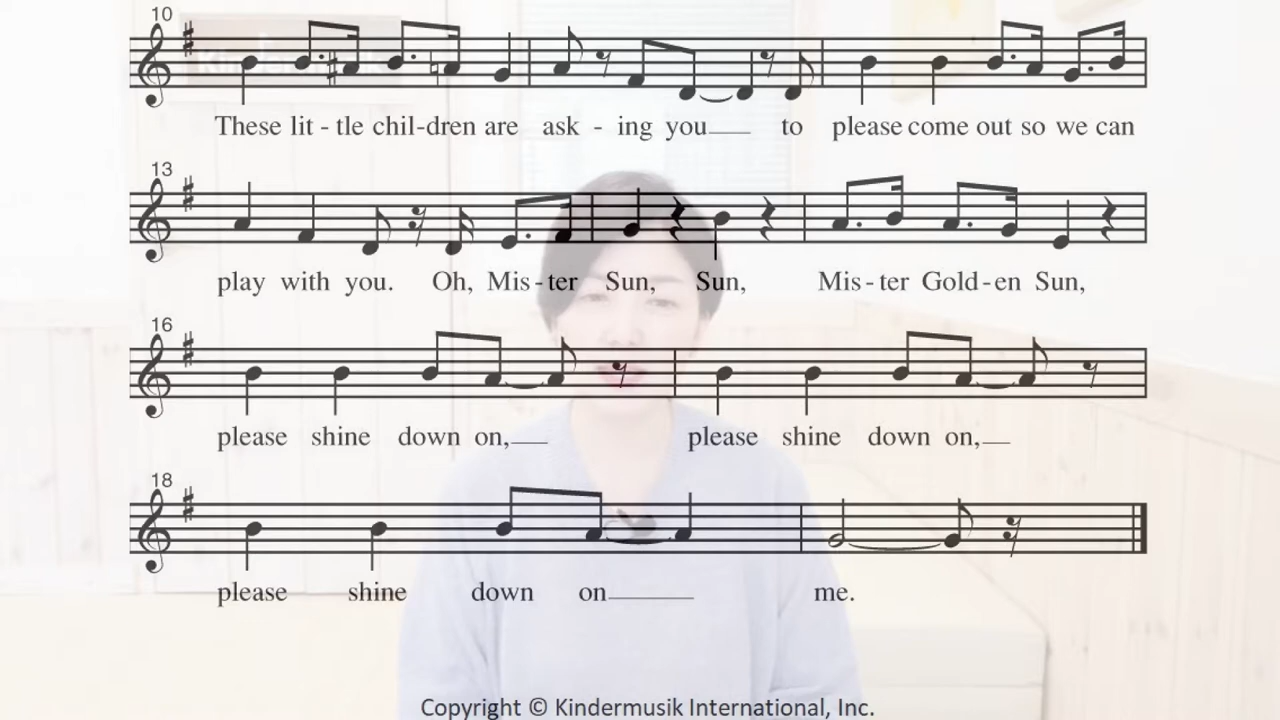 10
These lit - tle chil-dren are ask - ing you to please come out so we can
13
play with you. Oh, Mis - ter Sun, Sun, Mis - ter Gold - en Sun,
16
please shine down on, please shine down on,
18
please shine down on me.
Copyright © Kindermusik International, Inc.